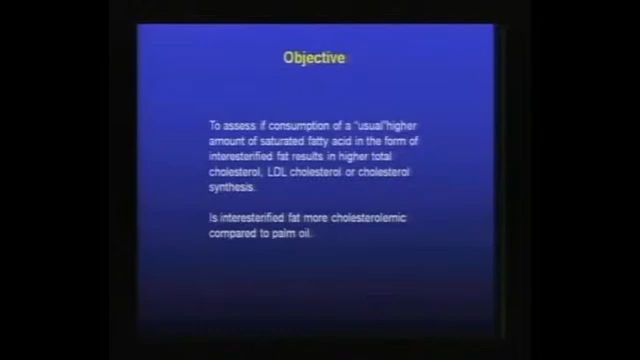 Objective
To assess if consumption of a "usual"higher
amount of saturated fatty acid in the form of
interesterified fat results in higher total
cholesterol, LDL cholesterol or cholesterol
synthesis.
Is interesterified fat more cholesterolemic
compared to palm oil.